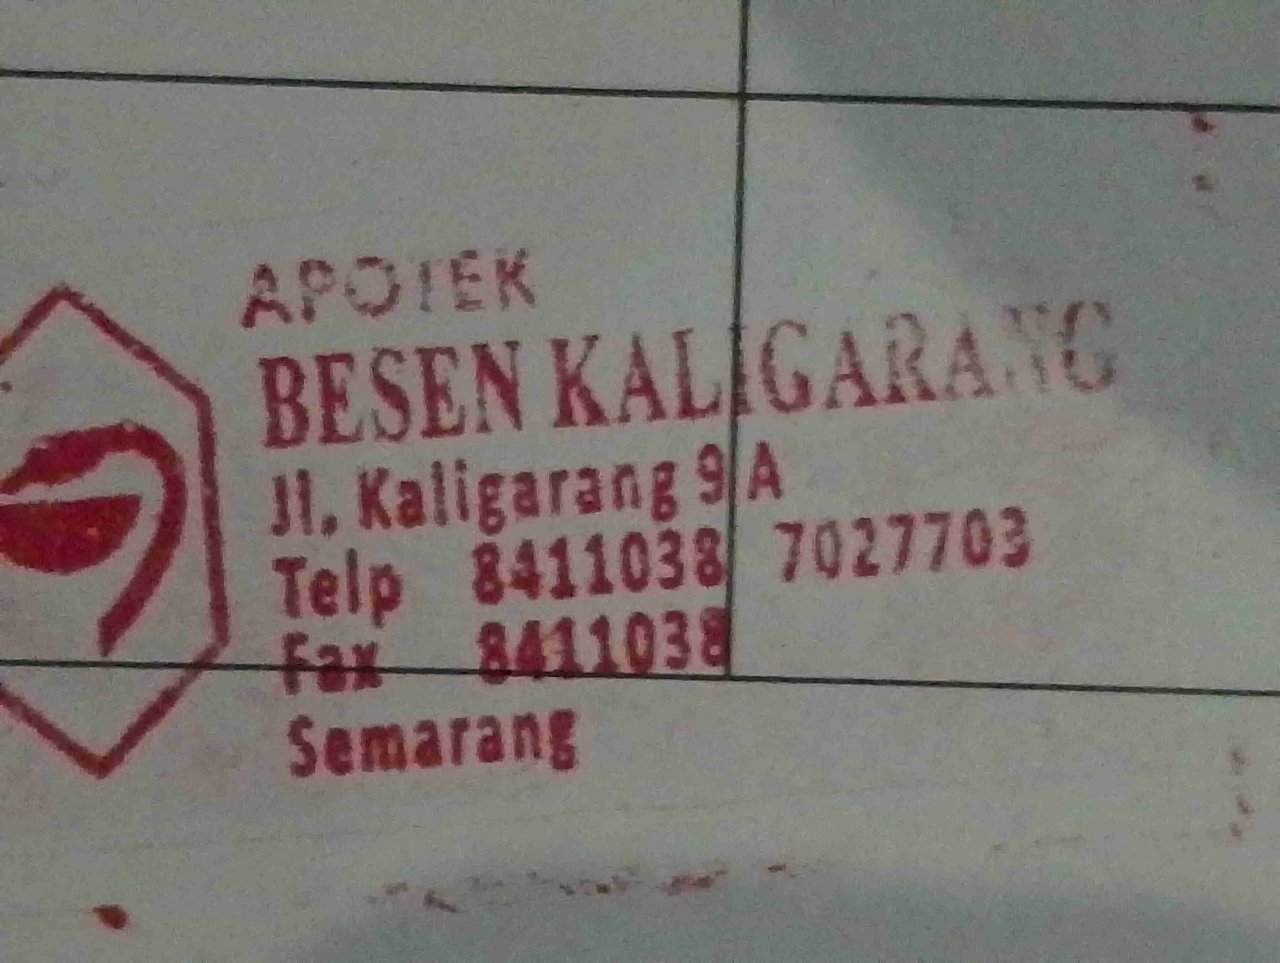 APOTEK
BESEN KALIGARANG
Jl. Kaligarang 9 A
Telp 8411038 7027703
Fax 8411038
Semarang